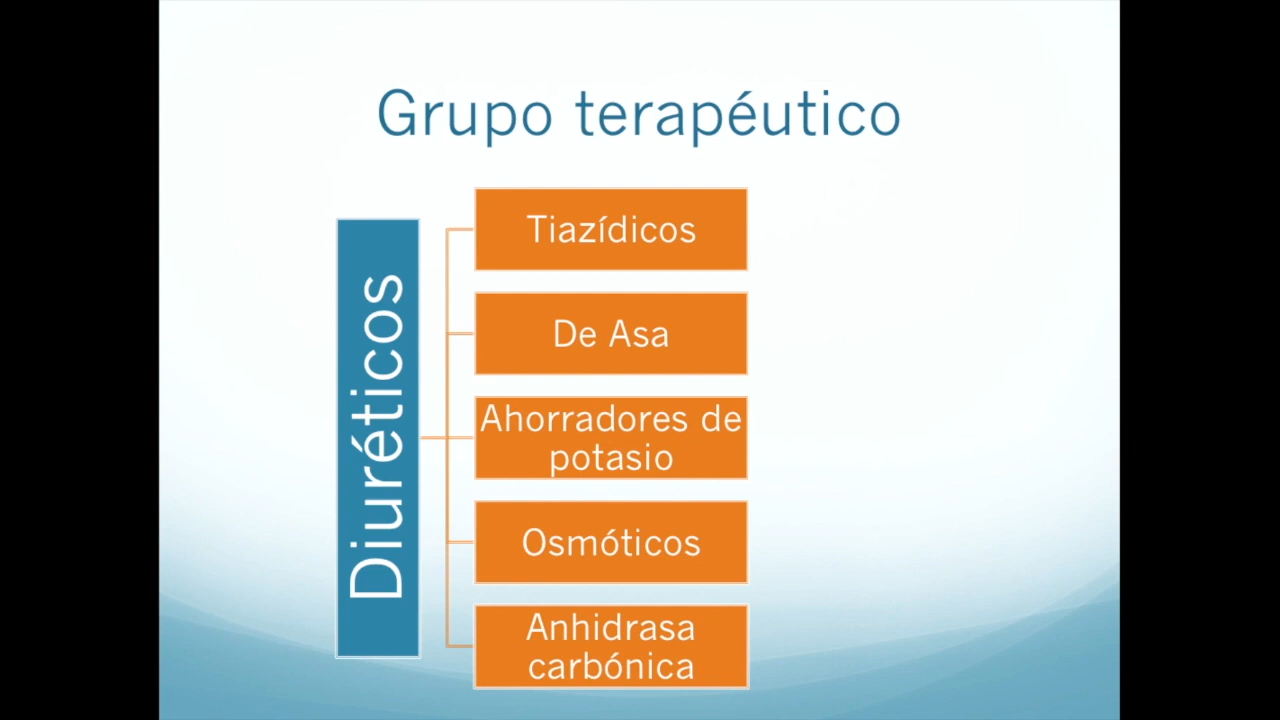 Grupo terapéutico
Diuréticos
Tiazídicos
De Asa
Ahorradores de
potasio
Osmóticos
Anhidrasa
carbónica